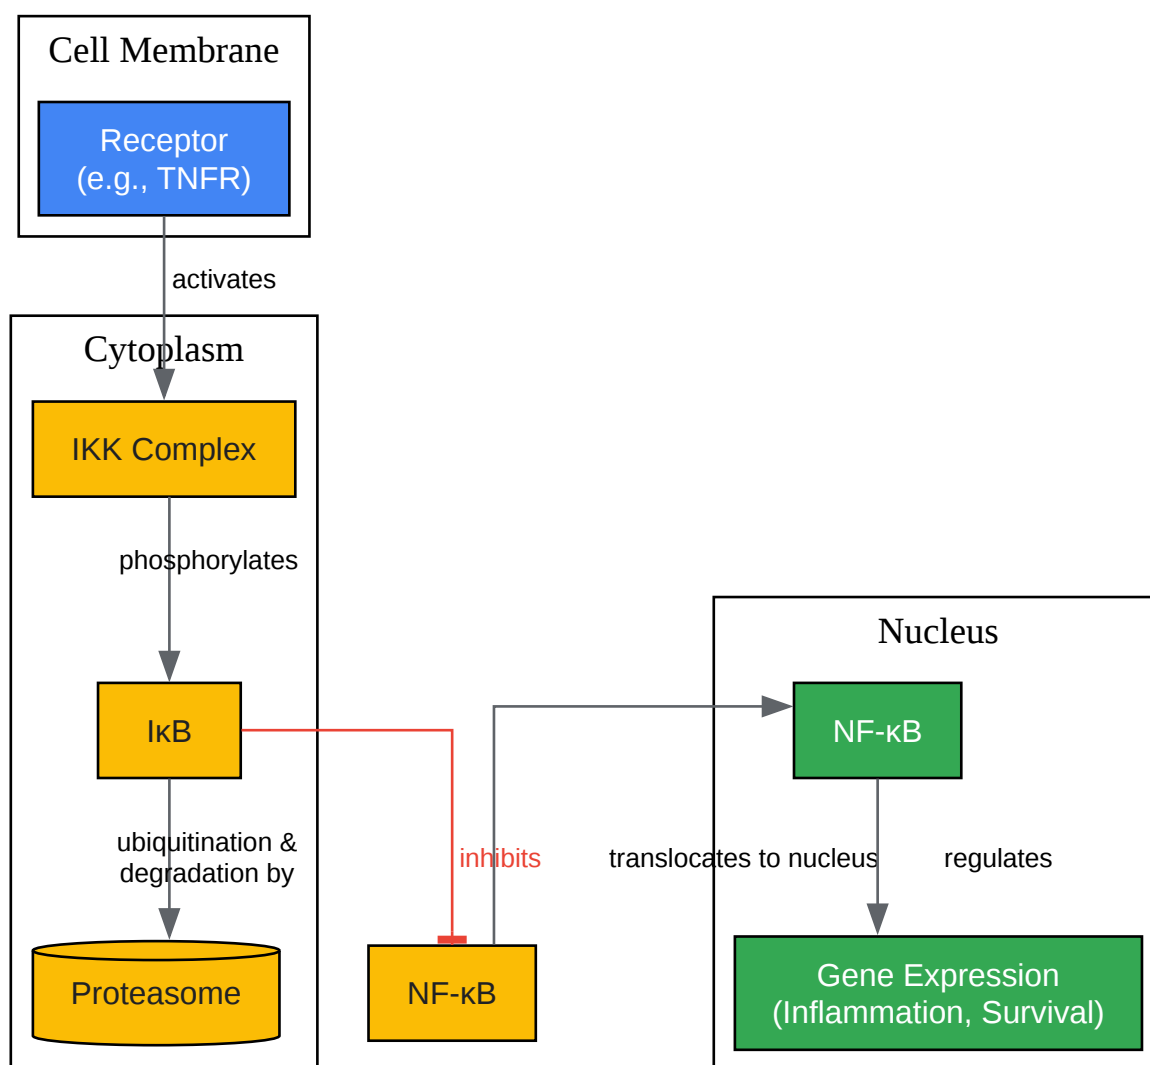 Cell Membrane
Receptor
(e.g., TNFR)
activates
Cytoplasm
IKK Complex
phosphorylates
IκB
ubiquitination &
degradation by
Proteasome
inhibits
NF-κB
translocates to nucleus
Nucleus
NF-κB
regulates
Gene Expression
(Inflammation, Survival)